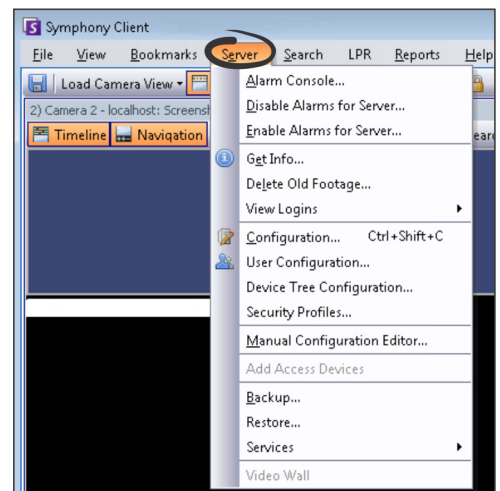 Symphony Client
File View Bookmarks Server Search LPR Reports Help
Load Camera View
2) Camera 2 - localhost: Screensh
Timeline Navigation
Alarm Console...
Disable Alarms for Server...
Enable Alarms for Server...
Get Info...
Delete Old Footage...
View Logins
Configuration... Ctrl+Shift+C
User Configuration...
Device Tree Configuration...
Security Profiles...
Manual Configuration Editor...
Add Access Devices
Backup...
Restore...
Services
Video Wall